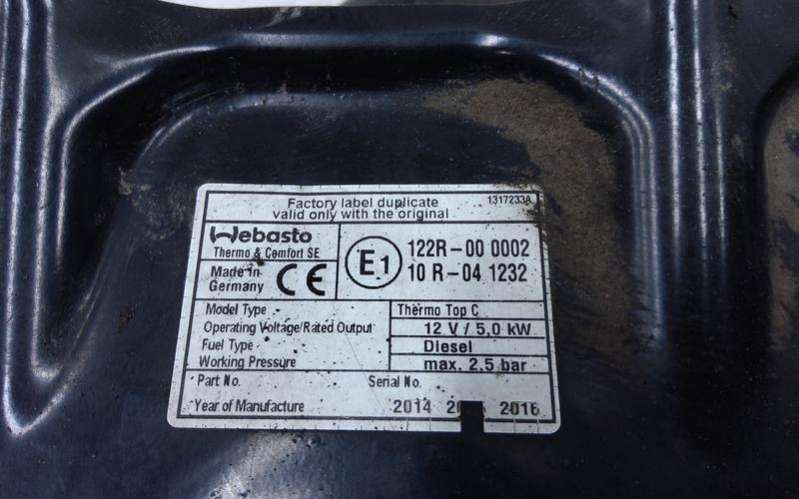 Factory label duplicate
valid only with the original
1317233A
Webasto
Thermo & Comfort SE
Made in
Germany
CE
E1
122R-00 0002
10 R-04 1232
Model Type Thermo Top C
Operating Voltage/Rated Output 12 V / 5,0 kW
Fuel Type Diesel
Working Pressure max. 2.5 bar
Part No. Serial No.
Year of Manufacture 2014 2016